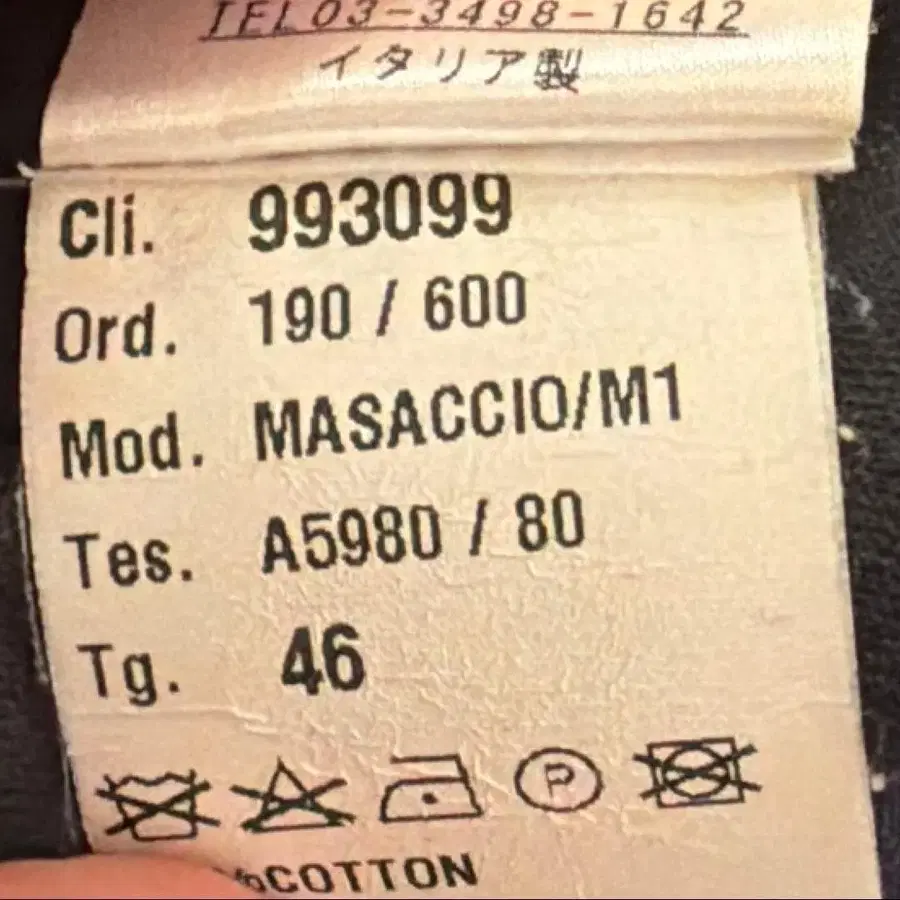 TEL03-3498-1642
イタリア製
Cli. 993099
Ord. 190 / 600
Mod. MASACCIO/M1
Tes. A5980 / 80
Tg. 46
P
%COTTON